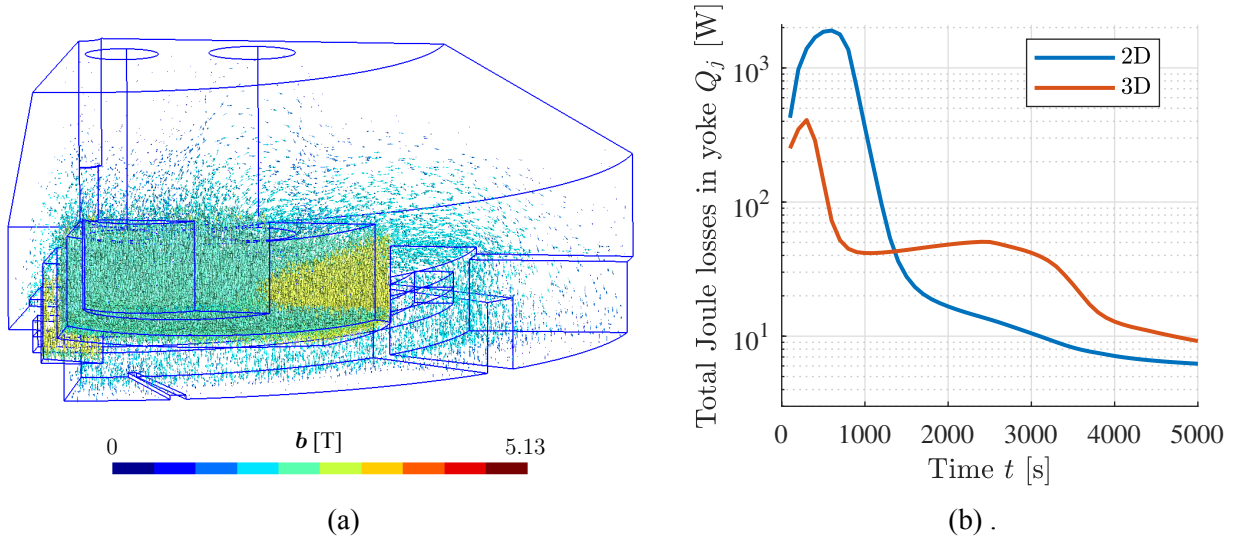 0
b [T]
5.13
(a)
Total Joule losses in yoke Qj [W]
10³
10²
10¹
2D
3D
0 1000 2000 3000 4000 5000
Time t [s]
(b) .